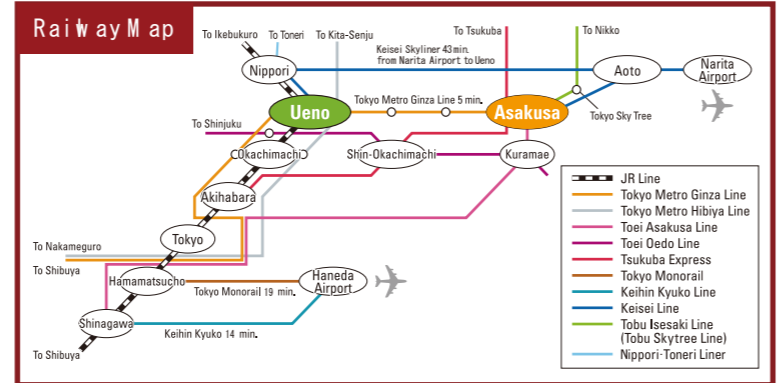 Railway Map
To Ikebukuro
To Toneri
To Kita-Senju
To Tsukuba
To Nikko
Keisei Skyliner 43 min.
from Narita Airport to Ueno
Nippori
Aoto
Narita
Airport
Ueno
Tokyo Metro Ginza Line 5 min.
Asakusa
Tokyo Sky Tree
To Shinjuku
Okachimachi
Shin-Okachimachi
Kuramae
Akihabara
Tokyo
To Nakameguro
To Shibuya
Hamamatsucho
Tokyo Monorail 19 min.
Haneda
Airport
Shinagawa
Keihin Kyuko 14 min.
To Shibuya
JR Line
Tokyo Metro Ginza Line
Tokyo Metro Hibiya Line
Toei Asakusa Line
Toei Oedo Line
Tsukuba Express
Tokyo Monorail
Keihin Kyuko Line
Keisei Line
Tobu Isesaki Line
(Tobu Skytree Line)
Nippori-Toneri Liner